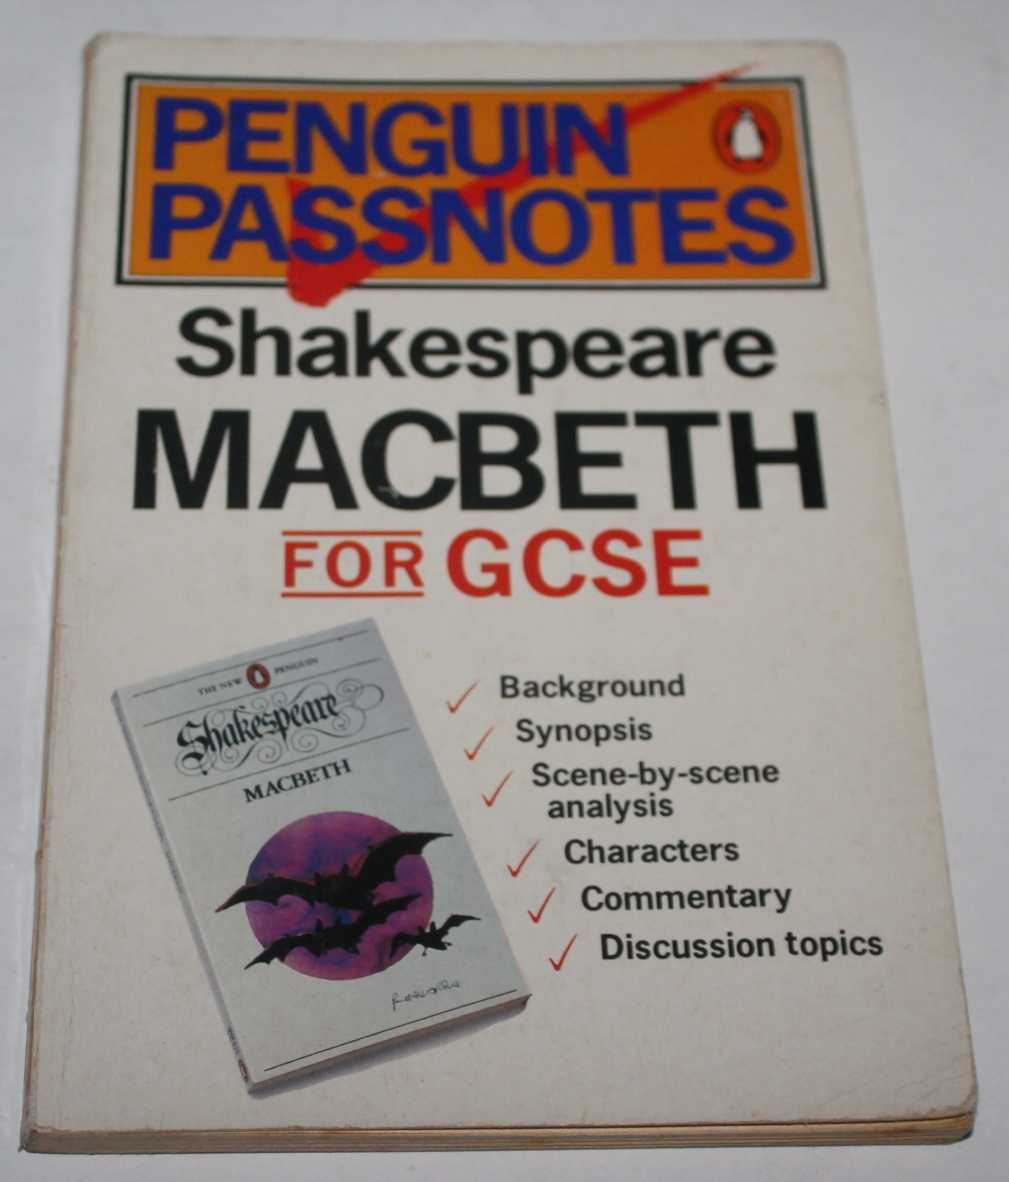 PENGUIN
PASSNOTES
Shakespeare
MACBETH
FOR GCSE
THE NEW PENGUIN
Shakespeare
MACBETH
Background
Synopsis
Scene-by-scene
analysis
Characters
Commentary
Discussion topics